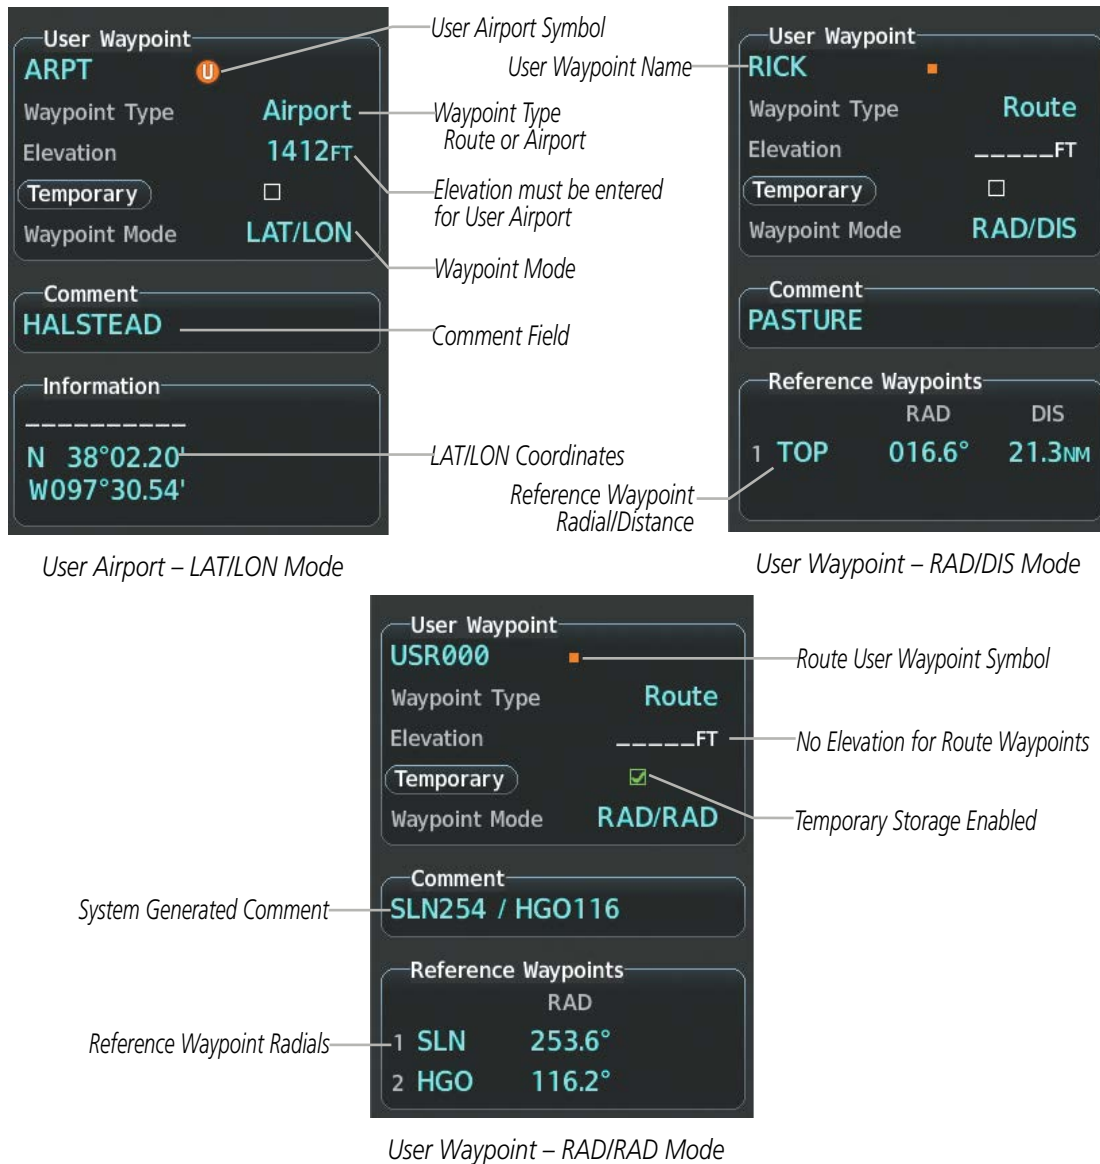 User Waypoint
ARPT U
Waypoint Type Airport
Elevation 1412FT
Temporary
Waypoint Mode LAT/LON
Comment
HALSTEAD
Information
__________
N 38°02.20'
W097°30.54'
User Airport Symbol
User Waypoint Name
Waypoint Type
Route or Airport
Elevation must be entered
for User Airport
Waypoint Mode
Comment Field
LAT/LON Coordinates
Reference Waypoint
Radial/Distance
User Waypoint
RICK
Waypoint Type Route
Elevation _____FT
Temporary
Waypoint Mode RAD/DIS
Comment
PASTURE
Reference Waypoints
RAD DIS
1 TOP 016.6° 21.3NM
User Airport – LAT/LON Mode
User Waypoint – RAD/DIS Mode
User Waypoint
USR000
Waypoint Type Route
Elevation _____FT
Temporary
Waypoint Mode RAD/RAD
Comment
SLN254 / HGO116
Reference Waypoints
RAD
1 SLN 253.6°
2 HGO 116.2°
Route User Waypoint Symbol
No Elevation for Route Waypoints
Temporary Storage Enabled
System Generated Comment
Reference Waypoint Radials
User Waypoint – RAD/RAD Mode